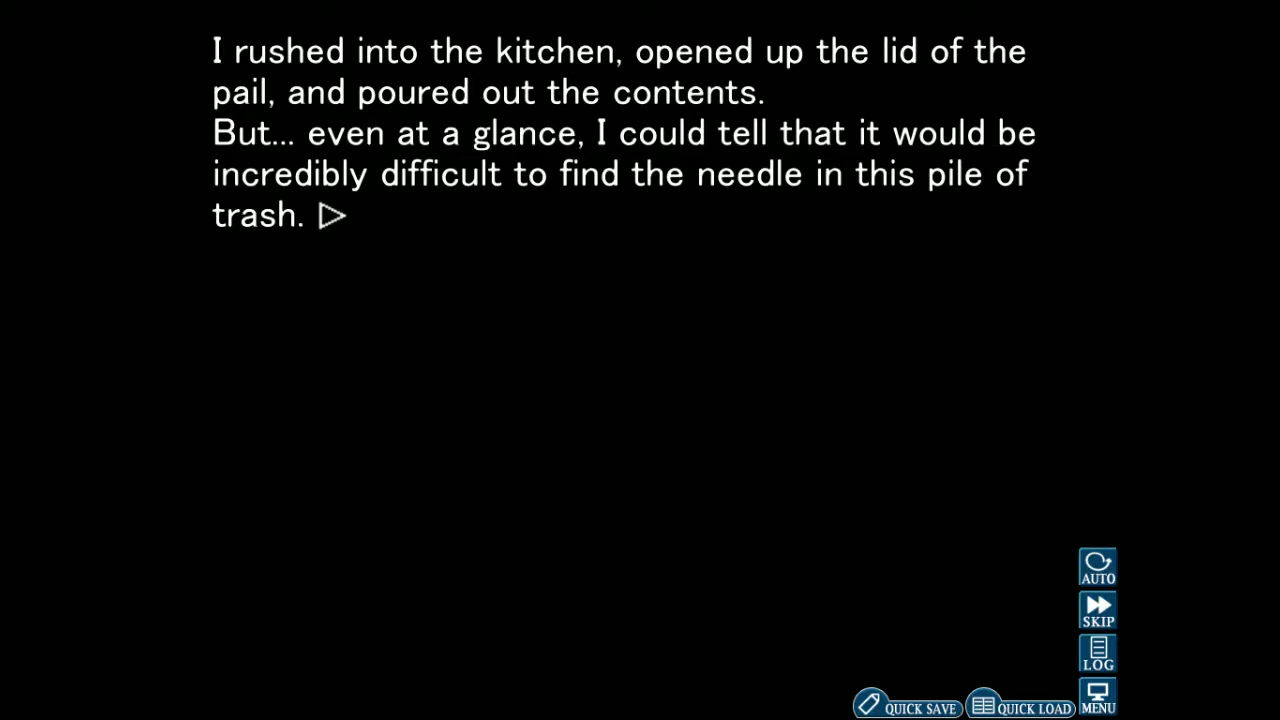 I rushed into the kitchen, opened up the lid of the
pail, and poured out the contents.
But... even at a glance, I could tell that it would be
incredibly difficult to find the needle in this pile of
trash.
AUTO
SKIP
LOG
MENU
QUICK SAVE
QUICK LOAD